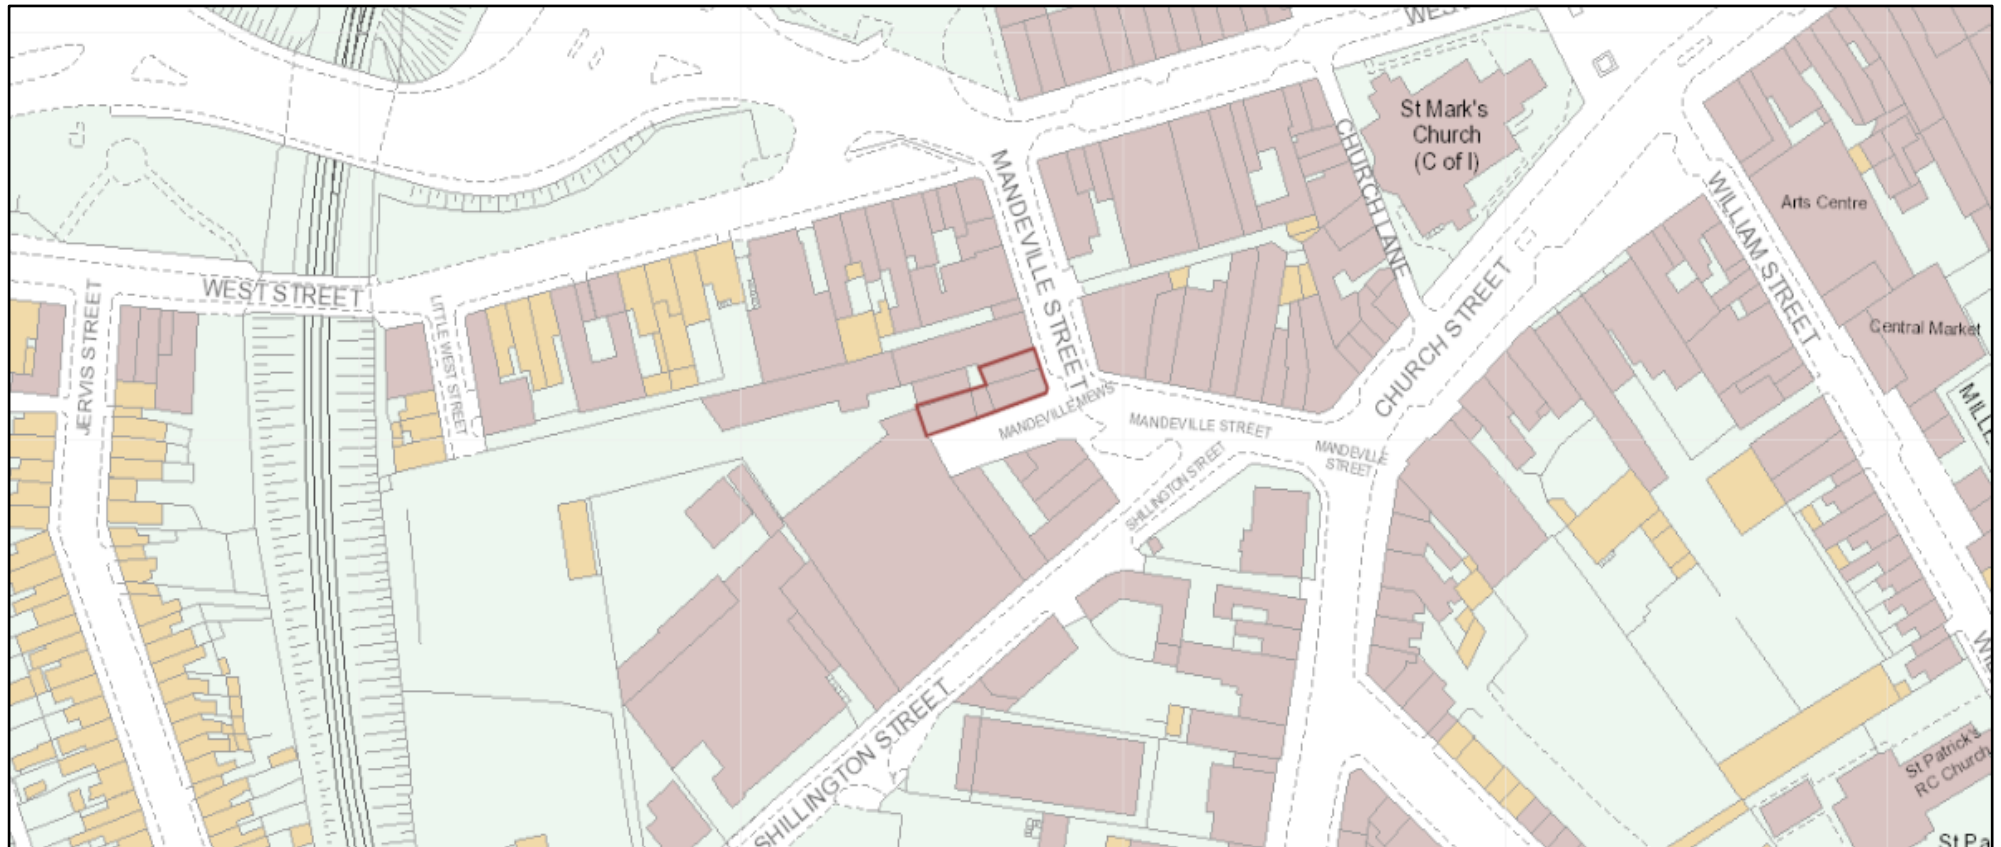 St Mark's
Church
(C of I)
MANDEVILLE STREET
CHURCH LANE
WILLIAM STREET
Arts Centre
WEST STREET
JERVIS STREET
LITTLE WEST STREET
CHURCH STREET
Central Market
MANDEVILLE MEWS
MANDEVILLE STREET
MANDEVILLE
STREET
SHILLINGTON STREET
SHILLINGTON STREET
St Patrick's
RC Church